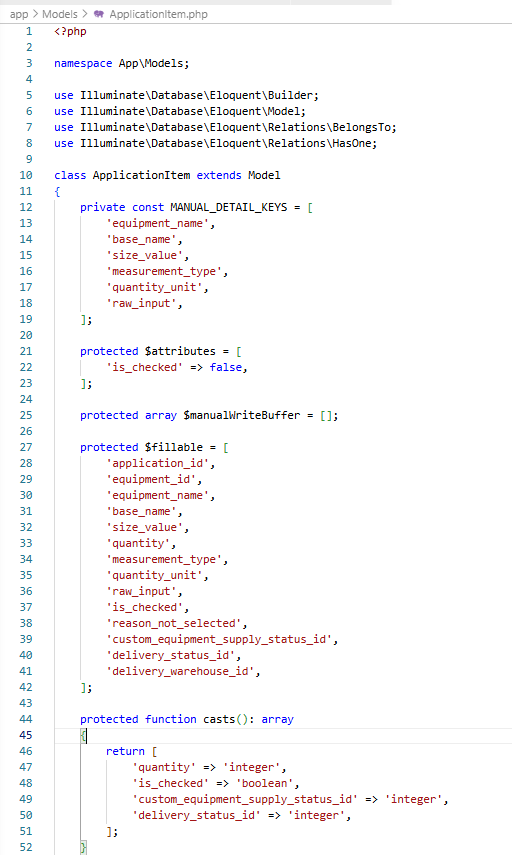 app > Models > ApplicationItem.php
1 <?php
2
3 namespace App\Models;
4
5 use Illuminate\Database\Eloquent\Builder;
6 use Illuminate\Database\Eloquent\Model;
7 use Illuminate\Database\Eloquent\Relations\BelongsTo;
8 use Illuminate\Database\Eloquent\Relations\HasOne;
9
10 class ApplicationItem extends Model
11 {
12     private const MANUAL_DETAIL_KEYS = [
13         'equipment_name',
14         'base_name',
15         'size_value',
16         'measurement_type',
17         'quantity_unit',
18         'raw_input',
19     ];
20
21     protected $attributes = [
22         'is_checked' => false,
23     ];
24
25     protected array $manualWriteBuffer = [];
26
27     protected $fillable = [
28         'application_id',
29         'equipment_id',
30         'equipment_name',
31         'base_name',
32         'size_value',
33         'quantity',
34         'measurement_type',
35         'quantity_unit',
36         'raw_input',
37         'is_checked',
38         'reason_not_selected',
39         'custom_equipment_supply_status_id',
40         'delivery_status_id',
41         'delivery_warehouse_id',
42     ];
43
44     protected function casts(): array
45     {
46         return [
47             'quantity' => 'integer',
48             'is_checked' => 'boolean',
49             'custom_equipment_supply_status_id' => 'integer',
50             'delivery_status_id' => 'integer',
51         ];
52     }